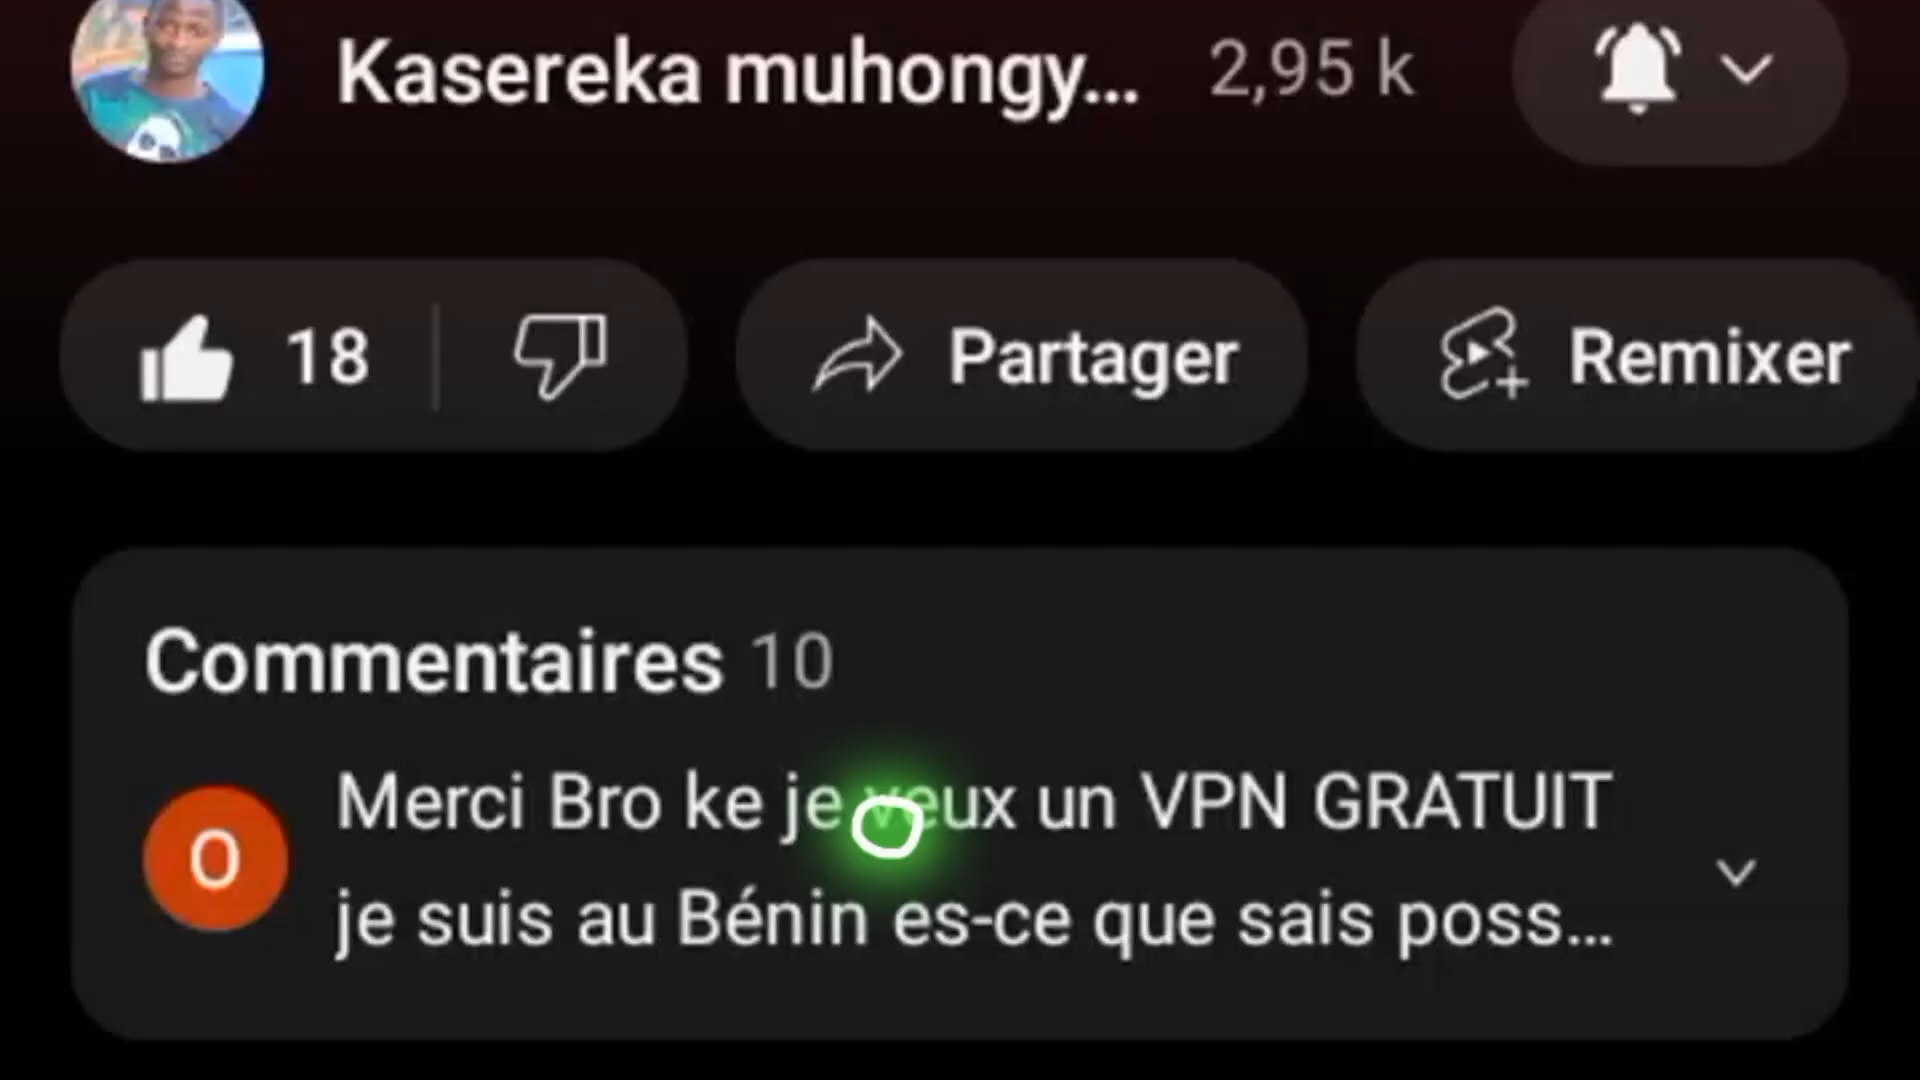 Kasereka muhongy...
2,95 k
18
Partager
Remixer
Commentaires 10
O
Merci Bro ke je veux un VPN GRATUIT
je suis au Bénin es-ce que sais poss...